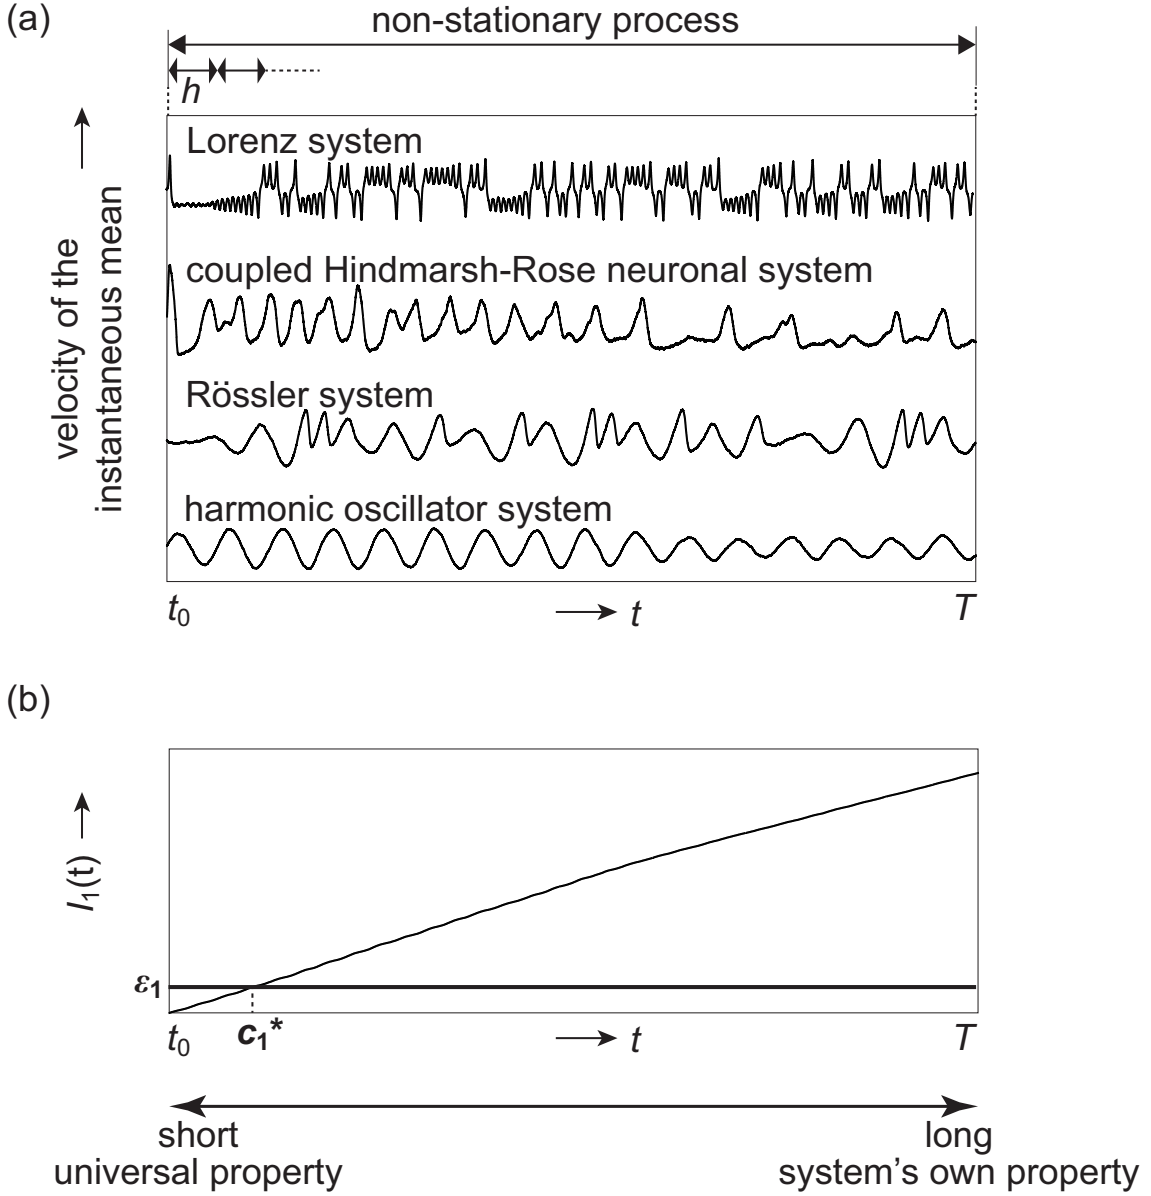 (a)
non-stationary process
h
Lorenz system
coupled Hindmarsh-Rose neuronal system
Rössler system
harmonic oscillator system
velocity of the
instantaneous mean
t0
t
T
(b)
I1(t)
ε1
t0
c1*
t
T
short
universal property
long
system's own property